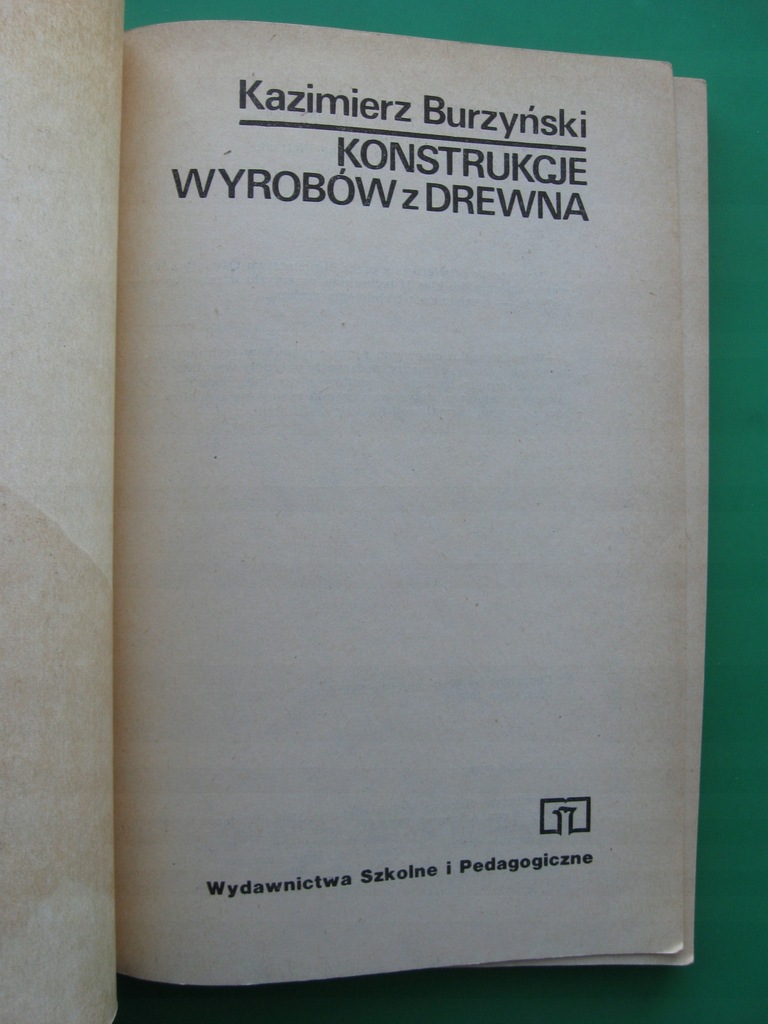 Kazimierz Burzyński
KONSTRUKCJE
WYROBÓW z DREWNA
Wydawnictwa Szkolne i Pedagogiczne